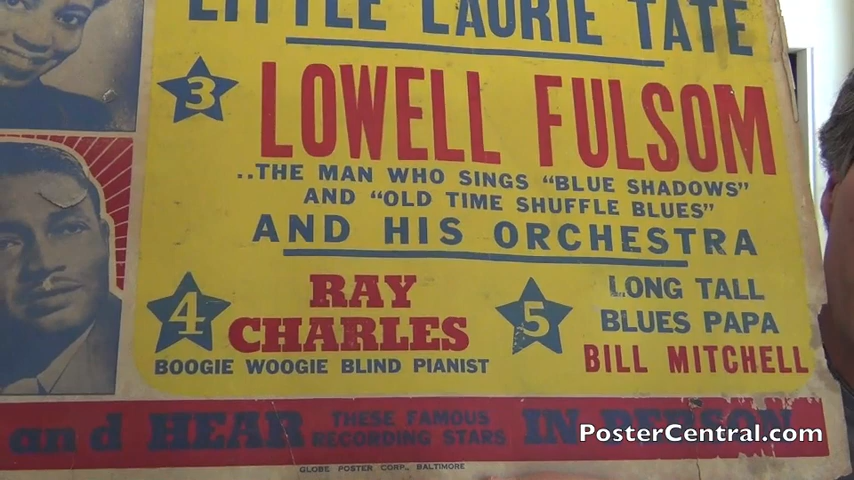 LITTLE LAURIE TATE
3
LOWELL FULSOM
..THE MAN WHO SINGS "BLUE SHADOWS"
AND "OLD TIME SHUFFLE BLUES"
AND HIS ORCHESTRA
4
RAY
CHARLES
BOOGIE WOOGIE BLIND PIANIST
5
LONG TALL
BLUES PAPA
BILL MITCHELL
and HEAR THESE FAMOUS RECORDING STARS IN-PERSON
PosterCentral.com
GLOBE POSTER CORP., BALTIMORE